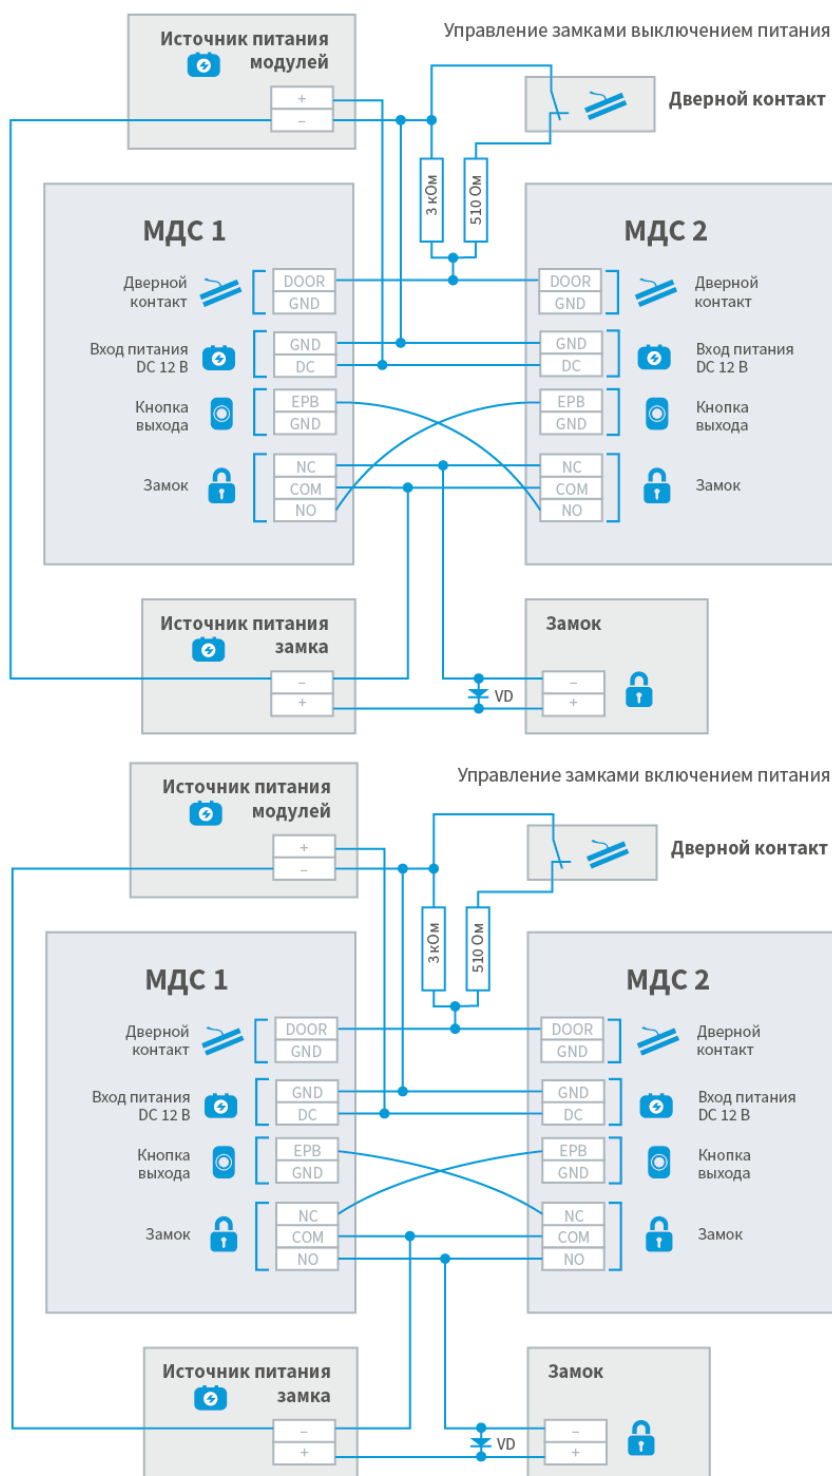 Управление замками выключением питания
Источник питания
модулей
+
–
Дверной контакт
3 кОм
510 Ом
МДС 1
Дверной
контакт
DOOR
GND
Вход питания
DC 12 В
GND
DC
Кнопка
выхода
EPB
GND
Замок
NC
COM
NO
МДС 2
DOOR
GND
Дверной
контакт
GND
DC
Вход питания
DC 12 В
EPB
GND
Кнопка
выхода
NC
COM
NO
Замок
Источник питания
замка
–
+
VD
Замок
–
+
Управление замками включением питания
Источник питания
модулей
+
–
Дверной контакт
3 кОм
510 Ом
МДС 1
Дверной
контакт
DOOR
GND
Вход питания
DC 12 В
GND
DC
Кнопка
выхода
EPB
GND
Замок
NC
COM
NO
МДС 2
DOOR
GND
Дверной
контакт
GND
DC
Вход питания
DC 12 В
EPB
GND
Кнопка
выхода
NC
COM
NO
Замок
Источник питания
замка
–
+
VD
Замок
–
+